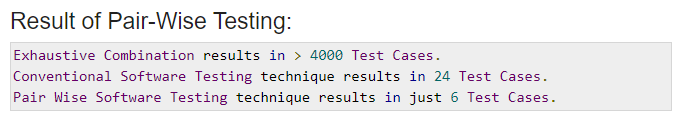 Result of Pair-Wise Testing:
Exhaustive Combination results in > 4000 Test Cases.
Conventional Software Testing technique results in 24 Test Cases.
Pair Wise Software Testing technique results in just 6 Test Cases.